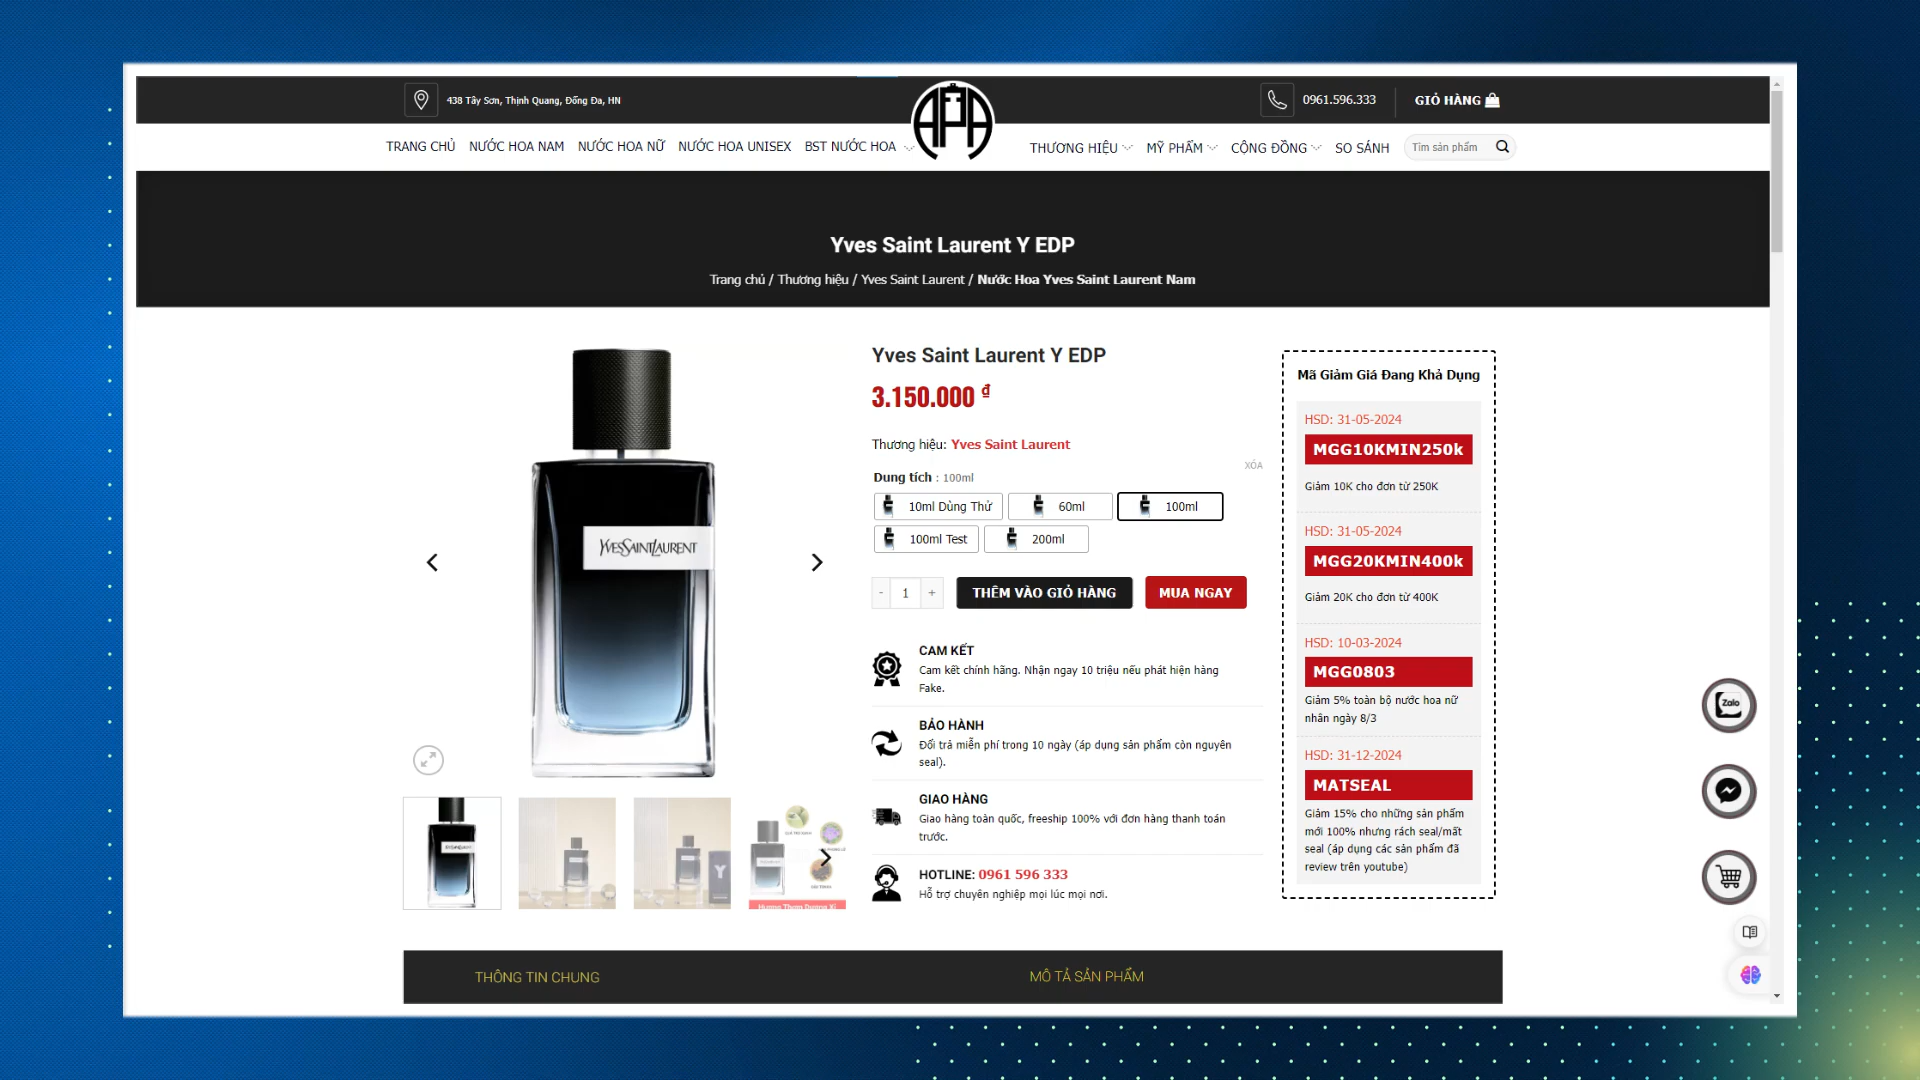 438 Tây Sơn, Thịnh Quang, Đống Đa, HN
APA
0961.596.333
GIỎ HÀNG
TRANG CHỦ NƯỚC HOA NAM NƯỚC HOA NỮ NƯỚC HOA UNISEX BST NƯỚC HOA
THƯƠNG HIỆU MỸ PHẨM CỘNG ĐỒNG SO SÁNH
Tìm sản phẩm
Yves Saint Laurent Y EDP
Trang chủ / Thương hiệu / Yves Saint Laurent / Nước Hoa Yves Saint Laurent Nam
YVESSAINTLAURENT
Yves Saint Laurent Y EDP
3.150.000 ₫
Thương hiệu: Yves Saint Laurent
XÓA
Dung tích : 100ml
10ml Dùng Thử 60ml 100ml
100ml Test 200ml
- 1 + THÊM VÀO GIỎ HÀNG MUA NGAY
CAM KẾT
Cam kết chính hãng. Nhận ngay 10 triệu nếu phát hiện hàng
Fake.
BẢO HÀNH
Đổi trả miễn phí trong 10 ngày (áp dụng sản phẩm còn nguyên
seal).
GIAO HÀNG
Giao hàng toàn quốc, freeship 100% với đơn hàng thanh toán
trước.
HOTLINE: 0961 596 333
Hỗ trợ chuyên nghiệp mọi lúc mọi nơi.
Mã Giảm Giá Đang Khả Dụng
HSD: 31-05-2024
MGG10KMIN250k
Giảm 10K cho đơn từ 250K
HSD: 31-05-2024
MGG20KMIN400k
Giảm 20K cho đơn từ 400K
HSD: 10-03-2024
MGG0803
Giảm 5% toàn bộ nước hoa nữ
nhân ngày 8/3
HSD: 31-12-2024
MATSEAL
Giảm 15% cho những sản phẩm
mới 100% nhưng rách seal/mất
seal (áp dụng các sản phẩm đã
review trên youtube)
Zalo
Y
THÔNG TIN CHUNG
MÔ TẢ SẢN PHẨM